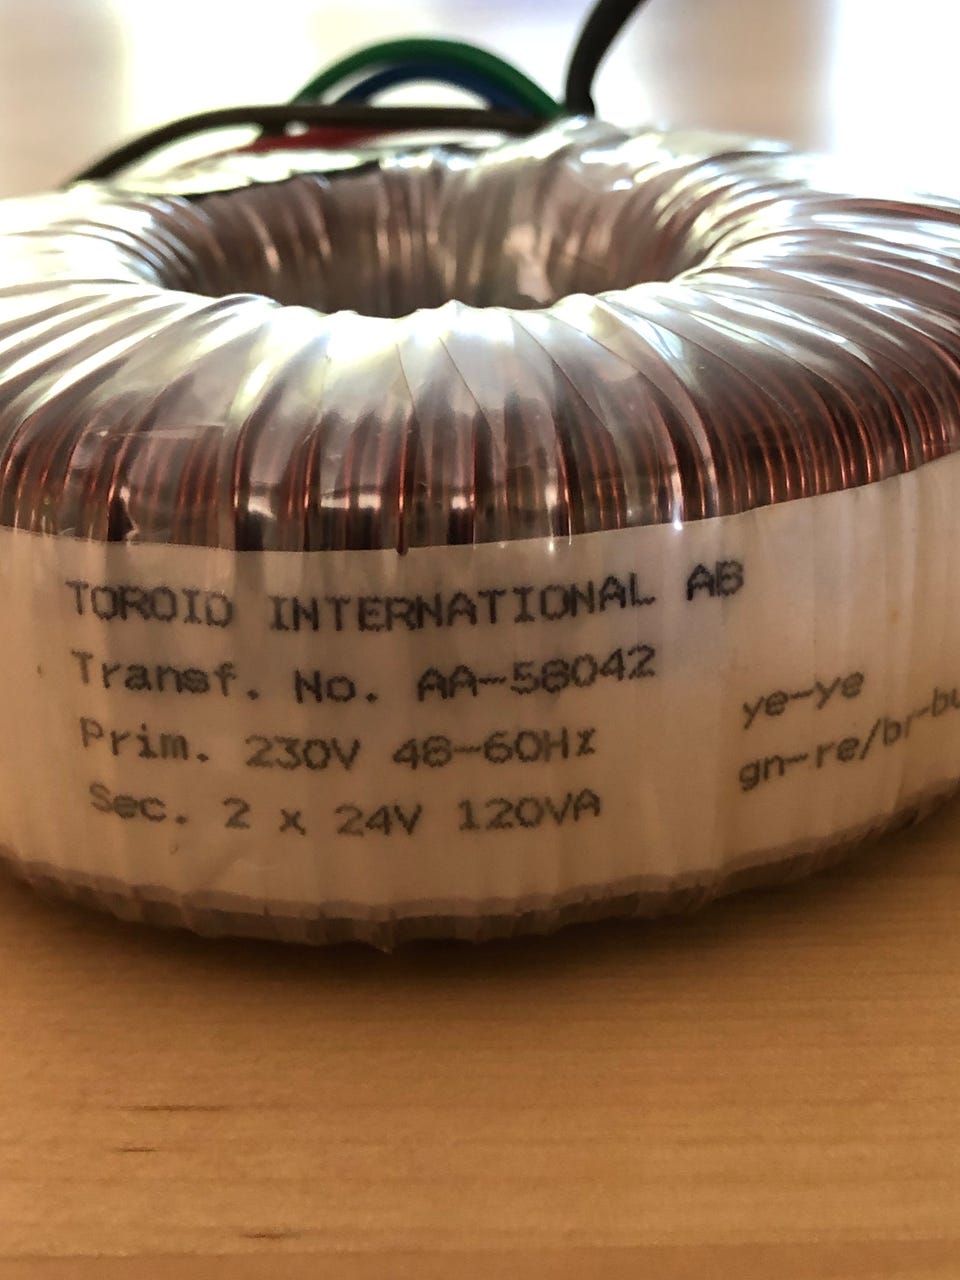 TOROID INTERNATIONAL AB
Transf. No. AA-58042
Prim. 230V 48-60Hz
ye-ye
Sec. 2 x 24V 120VA
gn-re/br-bu